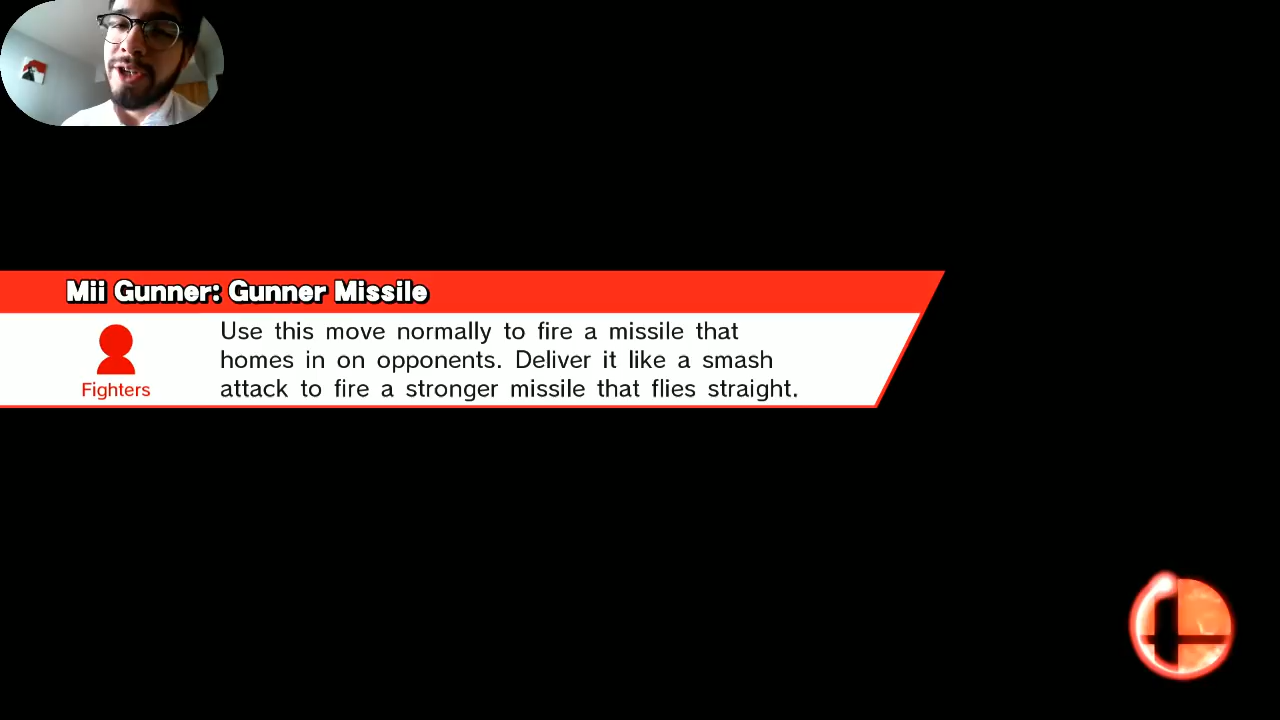 Mii Gunner: Gunner Missile
Use this move normally to fire a missile that
homes in on opponents. Deliver it like a smash
attack to fire a stronger missile that flies straight.
Fighters